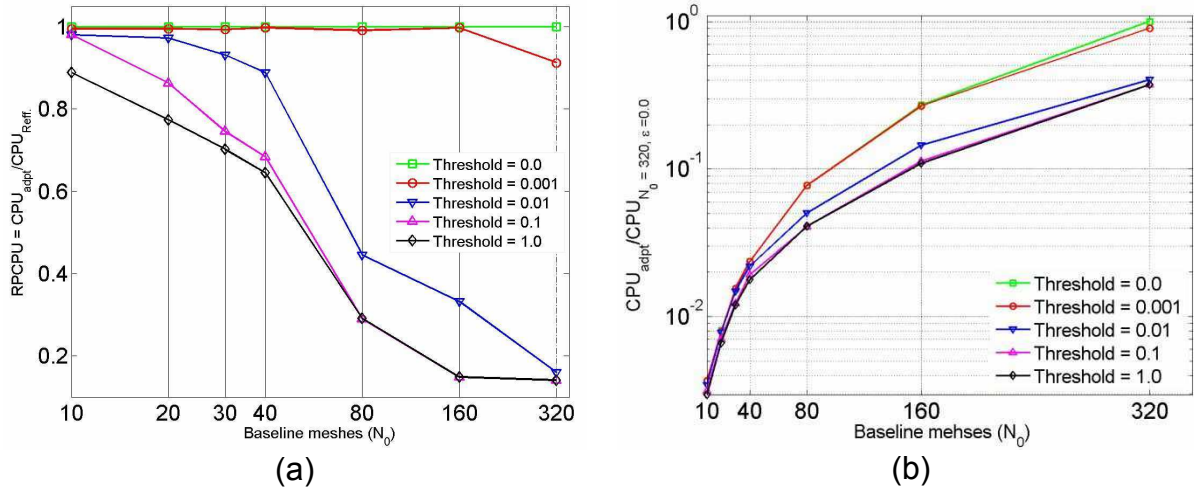 1
0.8
0.6
0.4
0.2
RPCPU = CPU_adpt/CPU_Reff.
Threshold = 0.0
Threshold = 0.001
Threshold = 0.01
Threshold = 0.1
Threshold = 1.0
10 20 30 40 80 160 320
Baseline meshes (N_0)
(a)
10^0
10^-1
10^-2
CPU_adpt/CPU_N_0 = 320, ε =0.0
Threshold = 0.0
Threshold = 0.001
Threshold = 0.01
Threshold = 0.1
Threshold = 1.0
10 40 80 160 320
Baseline mehses (N_0)
(b)